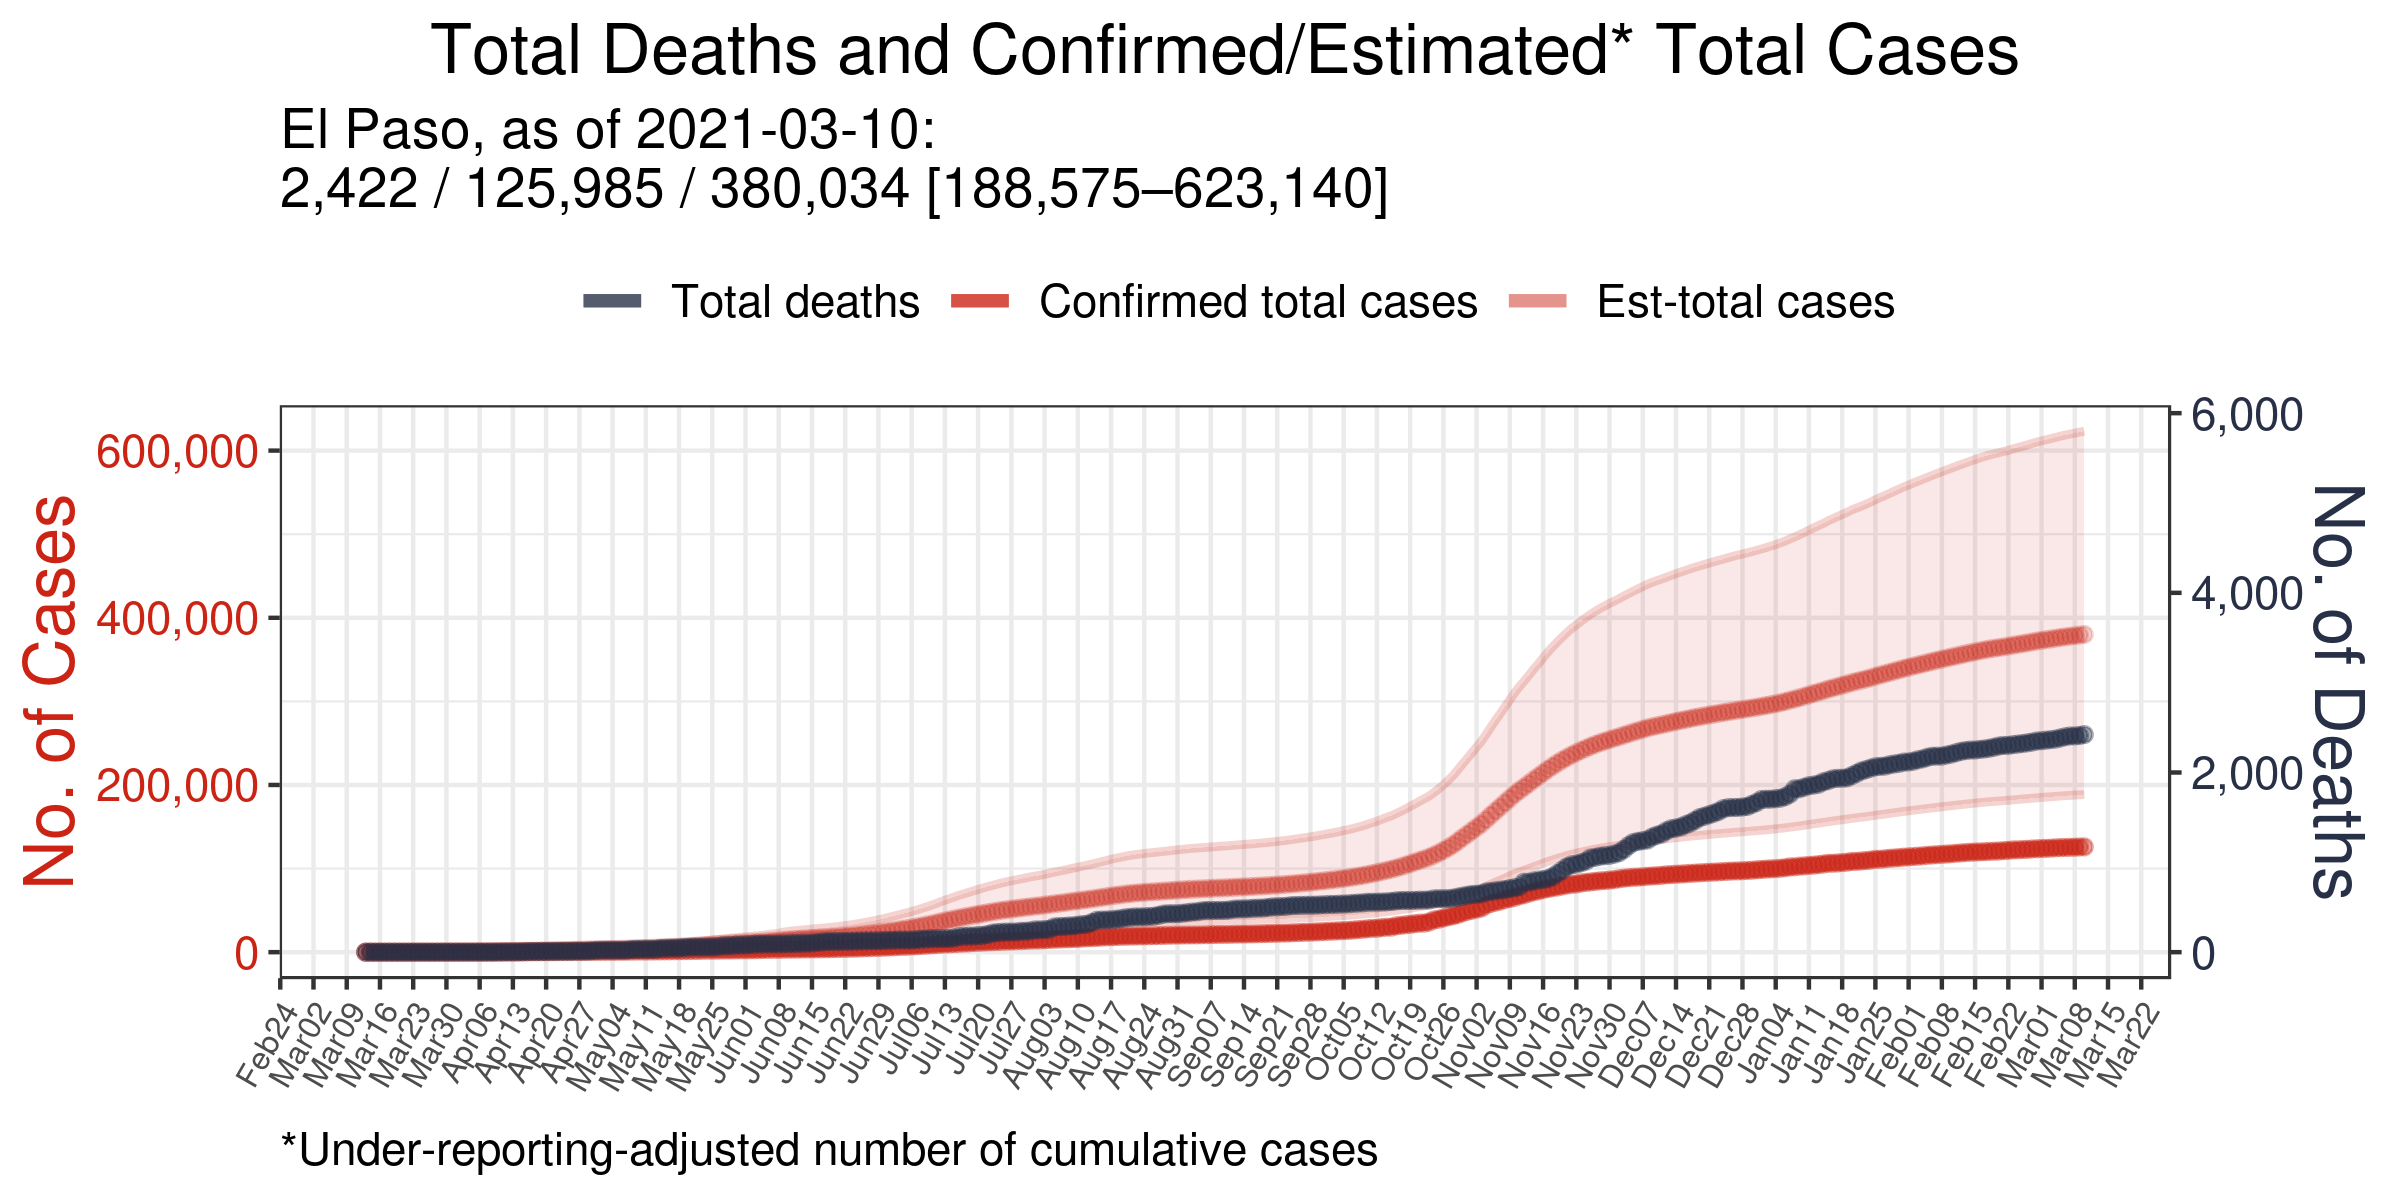 Total Deaths and Confirmed/Estimated* Total Cases
El Paso, as of 2021-03-10:
2,422 / 125,985 / 380,034 [188,575–623,140]
Total deaths Confirmed total cases Est-total cases
No. of Cases
600,000
400,000
200,000
0
6,000
4,000
2,000
0
No. of Deaths
Feb24 Mar02 Mar09 Mar16 Mar23 Mar30 Apr06 Apr13 Apr20 Apr27 May04 May11 May18 May25 Jun01 Jun08 Jun15 Jun22 Jun29 Jul06 Jul13 Jul20 Jul27 Aug03 Aug10 Aug17 Aug24 Aug31 Sep07 Sep14 Sep21 Sep28 Oct05 Oct12 Oct19 Oct26 Nov02 Nov09 Nov16 Nov23 Nov30 Dec07 Dec14 Dec21 Dec28 Jan04 Jan11 Jan18 Jan25 Feb01 Feb08 Feb15 Feb22 Mar01 Mar08 Mar15 Mar22
*Under-reporting-adjusted number of cumulative cases